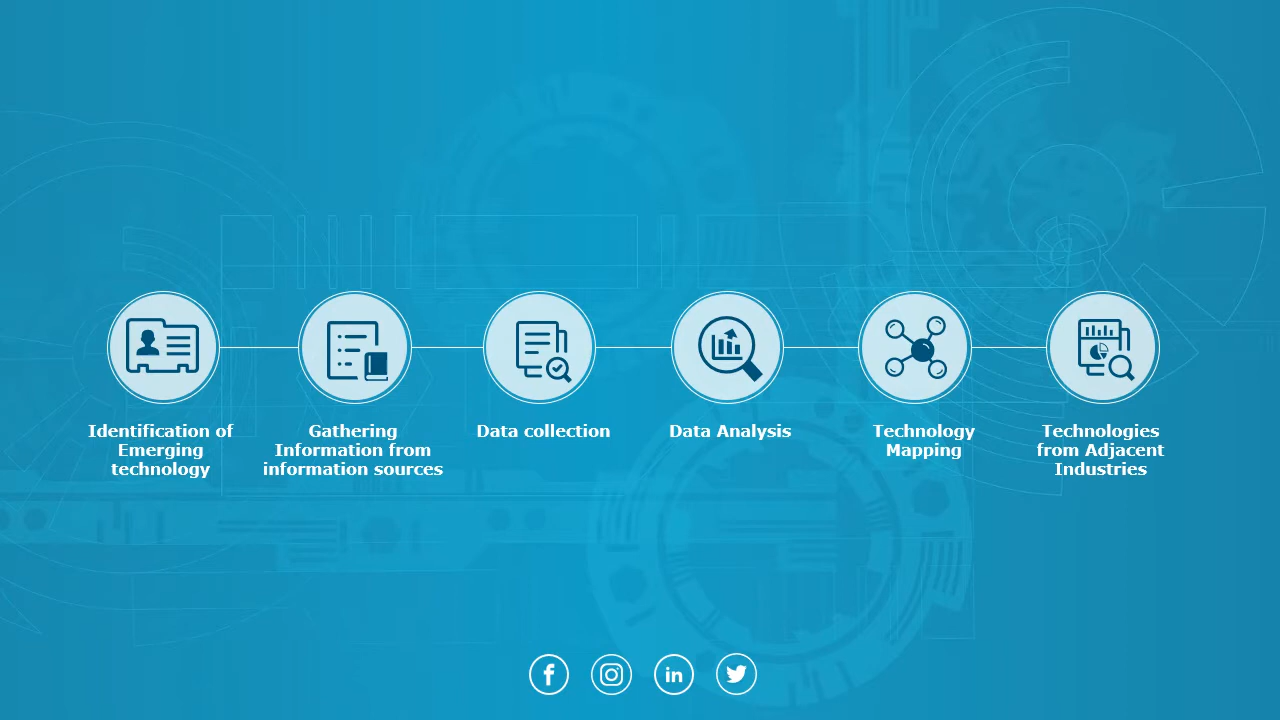 Identification of
Emerging
technology
Gathering
Information from
information sources
Data collection
Data Analysis
Technology
Mapping
Technologies
from Adjacent
Industries
f
in